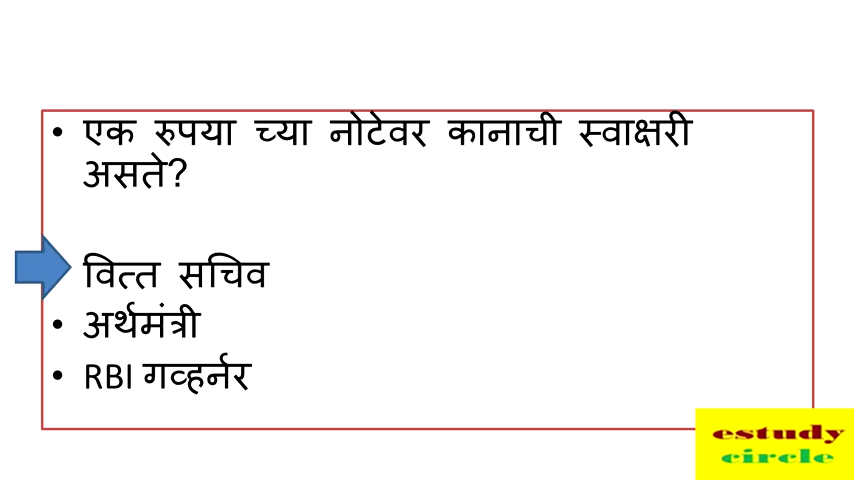 • एक रुपया च्या नोटेवर कानाची स्वाक्षरी
असते?
वित्त सचिव
• अर्थमंत्री
• RBI गव्हर्नर
estudy
circle